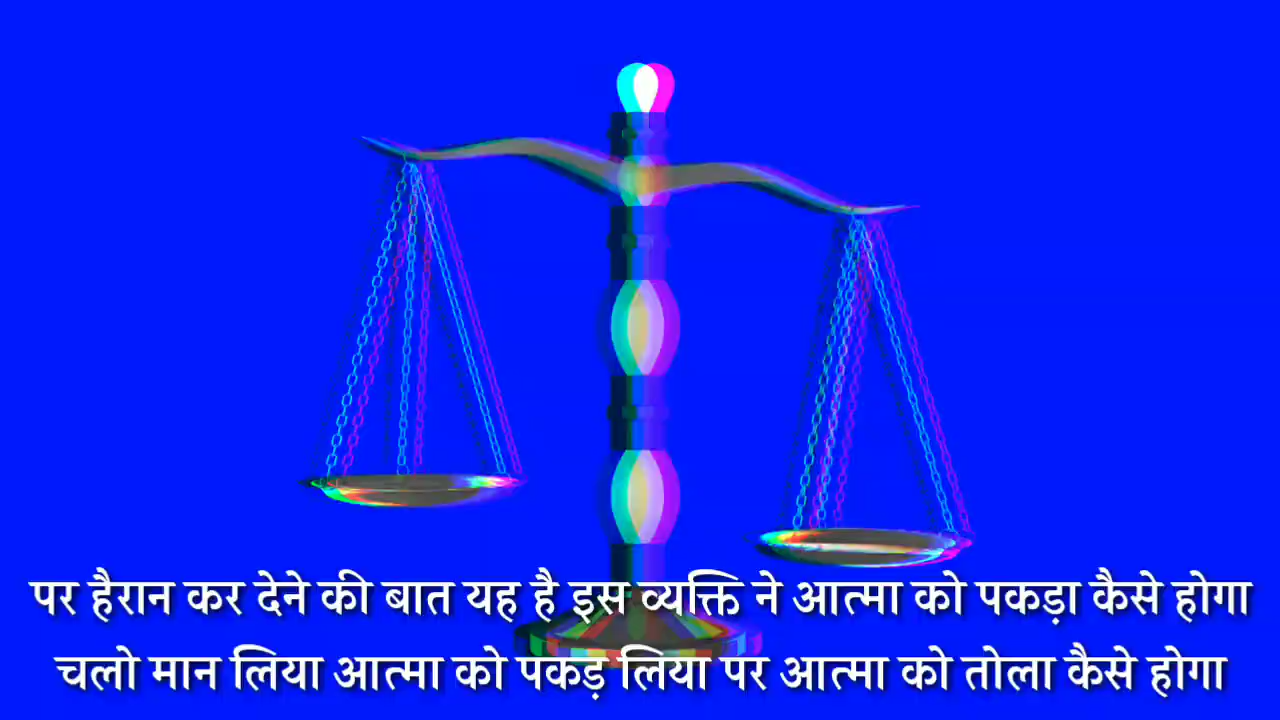 पर हैरान कर देने की बात यह है इस व्यक्ति ने आत्मा को पकड़ा कैसे होगा
चलो मान लिया आत्मा को पकड़ लिया पर आत्मा को तोला कैसे होगा